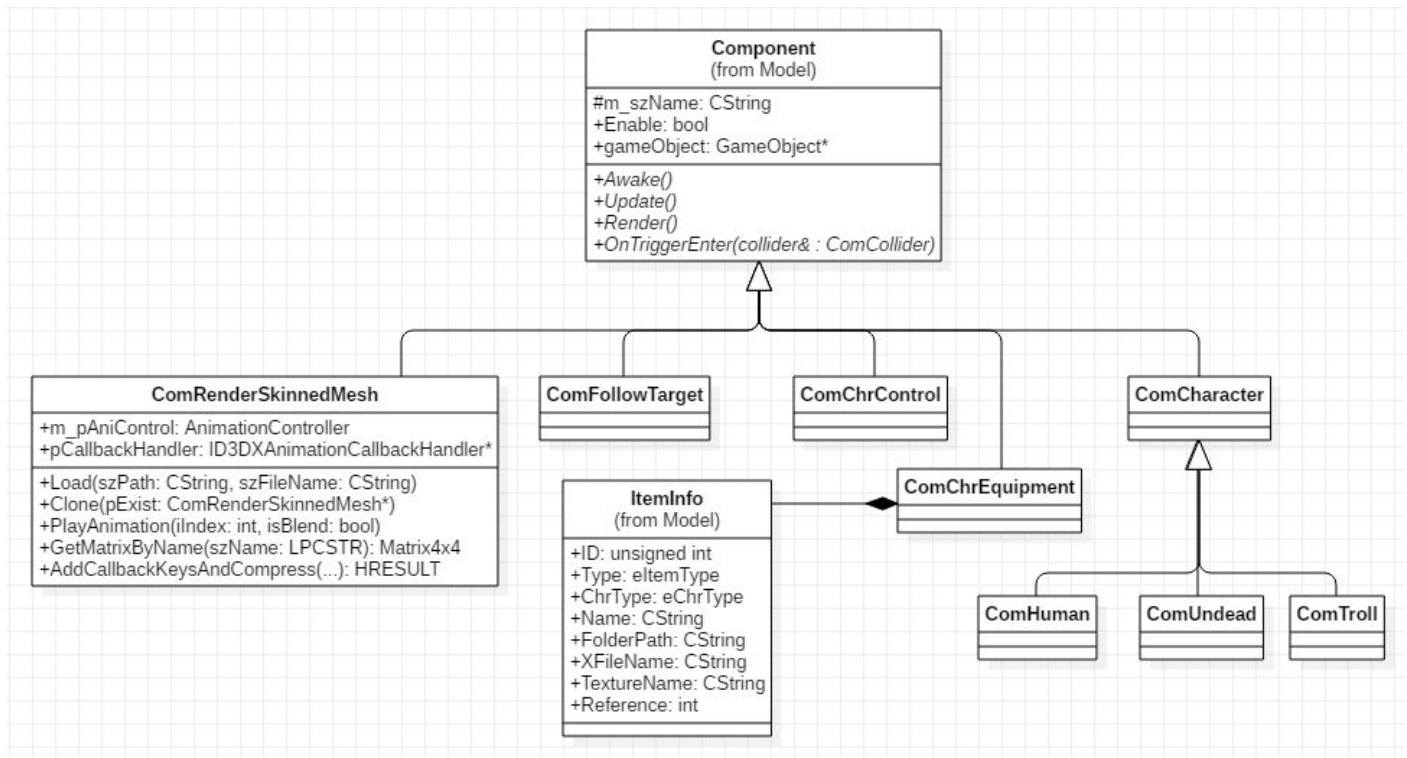 Component
(from Model)
#m_szName: CString
+Enable: bool
+gameObject: GameObject*
+Awake()
+Update()
+Render()
+OnTriggerEnter(collider& : ComCollider)
ComRenderSkinnedMesh
+m_pAniControl: AnimationController
+pCallbackHandler: ID3DXAnimationCallbackHandler*
+Load(szPath: CString, szFileName: CString)
+Clone(pExist: ComRenderSkinnedMesh*)
+PlayAnimation(iIndex: int, isBlend: bool)
+GetMatrixByName(szName: LPCSTR): Matrix4x4
+AddCallbackKeysAndCompress(...): HRESULT
ComFollowTarget
ComChrControl
ComCharacter
ComChrEquipment
ItemInfo
(from Model)
+ID: unsigned int
+Type: eItemType
+ChrType: eChrType
+Name: CString
+FolderPath: CString
+XFileName: CString
+TextureName: CString
+Reference: int
ComHuman
ComUndead
ComTroll